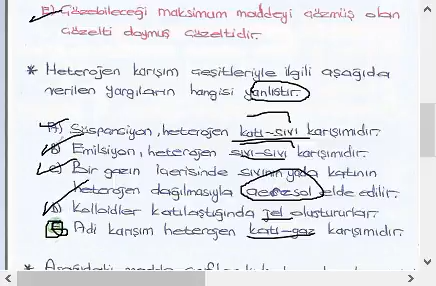 E) Çözebileceği maksimum maddeyi çözmüş olan
çözelti doymuş çözeltidir.
* Heterojen karışım çeşitleriyle ilgili aşağıda
verilen yargıların hangisi yanlıştır.
A) Süspansiyon, heterojen katı-sıvı karışımıdır.
B) Emilsiyon, heterojen sıvı-sıvı karışımıdır.
C) Bir gazın içerisinde sıvının yada katının
heterojen dağılmasıyla aerosol elde edilir.
D) Kolloidler katılaştığında jel oluştururlar.
E) Adi karışım heterojen katı-gaz karışımıdır.